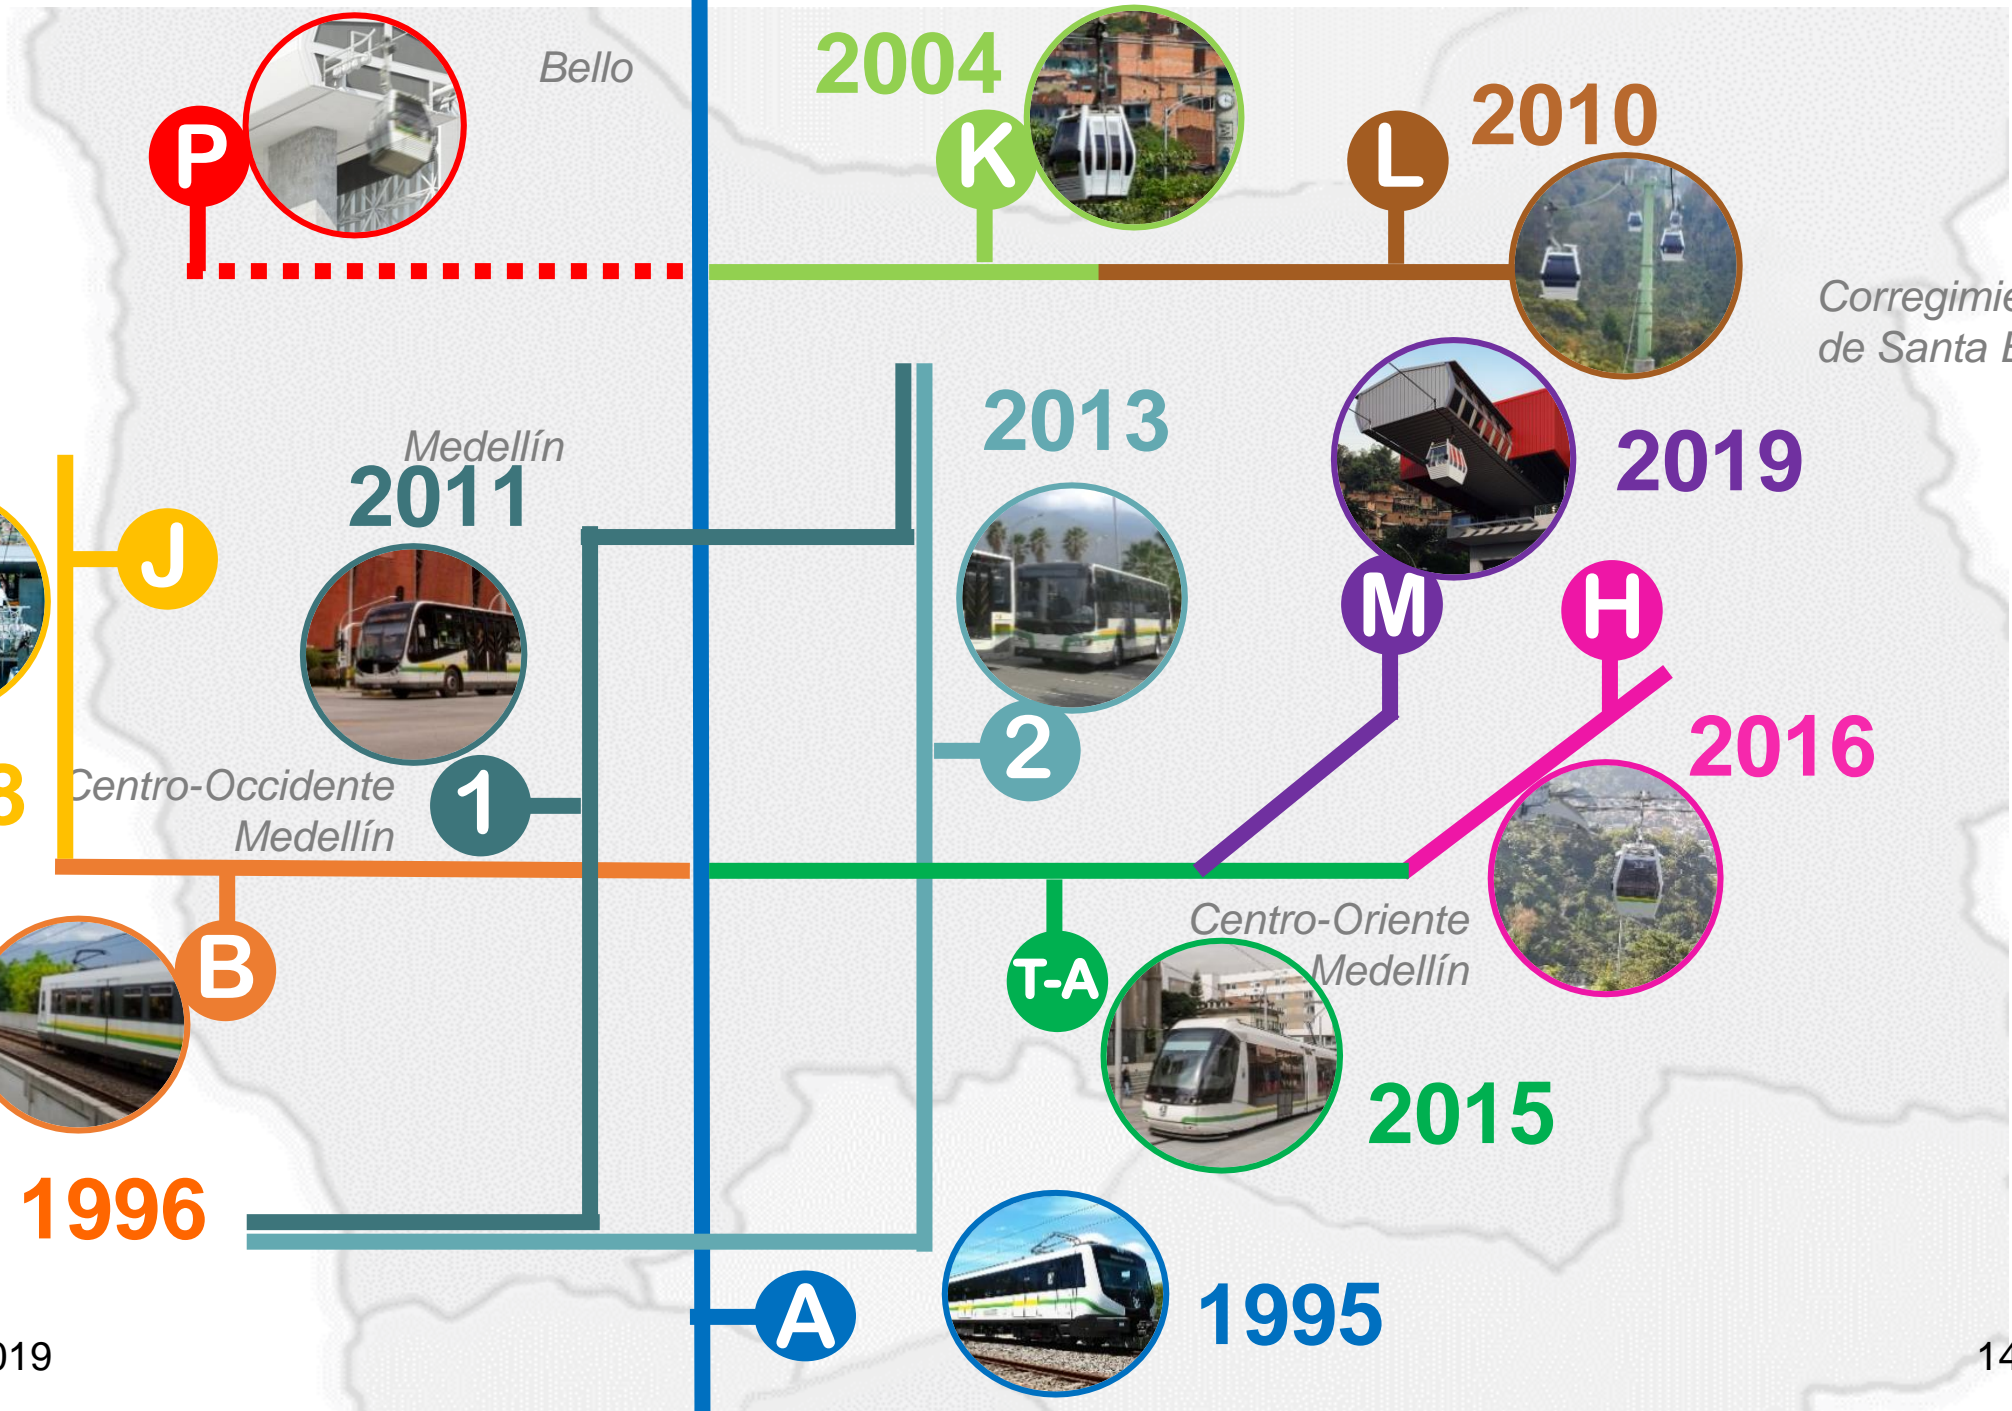 Bello
2004
P
K
L
2010
Corregimie
de Santa E
2013
Medellín
2011
2019
J
M
H
2016
2
Centro-Occidente
Medellín
1
8
B
Centro-Oriente
Medellín
T-A
2015
1996
1995
A
019
14